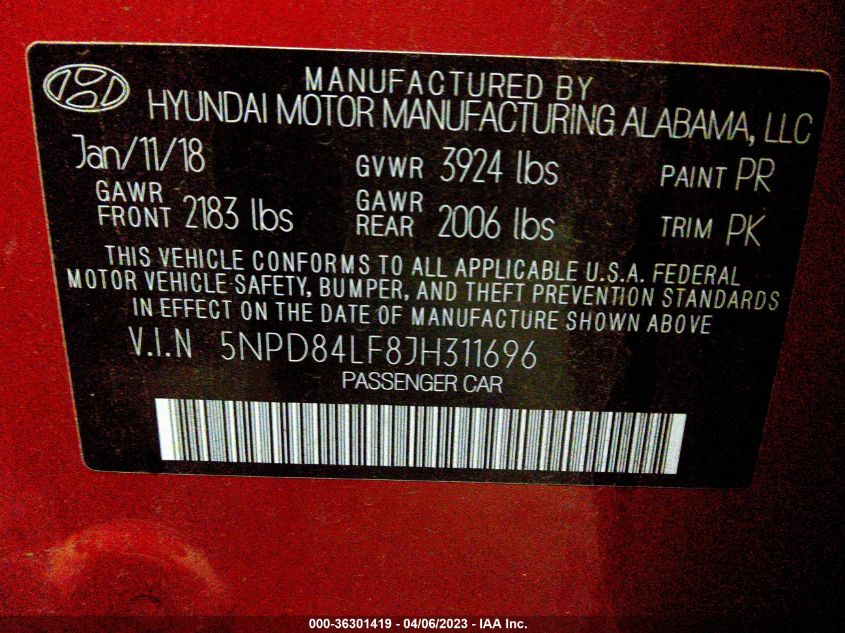 MANUFACTURED BY
HYUNDAI MOTOR MANUFACTURING ALABAMA, LLC
Jan/11/18 GVWR 3924 lbs PAINT PR
GAWR FRONT 2183 lbs GAWR REAR 2006 lbs TRIM PK
THIS VEHICLE CONFORMS TO ALL APPLICABLE U.S.A. FEDERAL
MOTOR VEHICLE SAFETY, BUMPER, AND THEFT PREVENTION STANDARDS
IN EFFECT ON THE DATE OF MANUFACTURE SHOWN ABOVE
V.I.N 5NPD84LF8JH311696
PASSENGER CAR
000-36301419 - 04/06/2023 - IAA Inc.